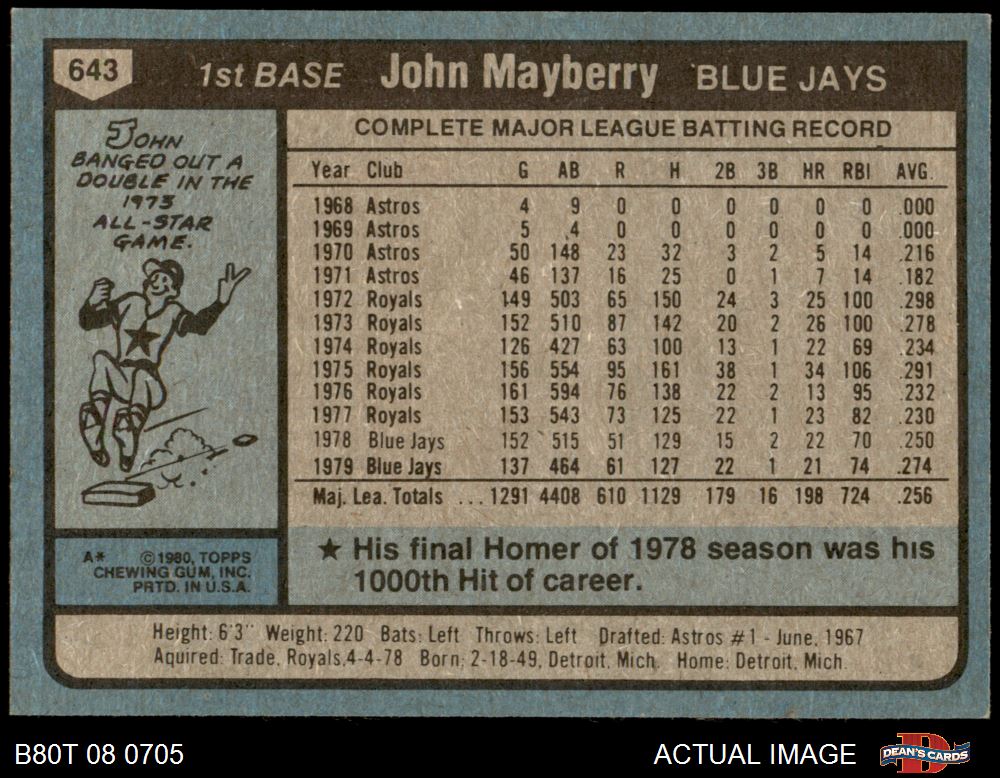 643 1st BASE John Mayberry BLUE JAYS
JOHN
BANGED OUT A
DOUBLE IN THE
1973
ALL-STAR
GAME.
COMPLETE MAJOR LEAGUE BATTING RECORD
Year Club G AB R H 2B 3B HR RBI AVG.
1968 Astros 4 9 0 0 0 0 0 0 .000
1969 Astros 5 4 0 0 0 0 0 0 .000
1970 Astros 50 148 23 32 3 2 5 14 .216
1971 Astros 46 137 16 25 0 1 7 14 .182
1972 Royals 149 503 65 150 24 3 25 100 .298
1973 Royals 152 510 87 142 20 2 26 100 .278
1974 Royals 126 427 63 100 13 1 22 69 .234
1975 Royals 156 554 95 161 38 1 34 106 .291
1976 Royals 161 594 76 138 22 2 13 95 .232
1977 Royals 153 543 73 125 22 1 23 82 .230
1978 Blue Jays 152 515 51 129 15 2 22 70 .250
1979 Blue Jays 137 464 61 127 22 1 21 74 .274
Maj. Lea. Totals ... 1291 4408 610 1129 179 16 198 724 .256
★ His final Homer of 1978 season was his
1000th Hit of career.
A* ©1980, TOPPS
CHEWING GUM, INC.
PRTD. IN U.S.A.
Height: 6'3" Weight: 220 Bats: Left Throws: Left Drafted: Astros #1 - June, 1967
Aquired: Trade, Royals, 4-4-78 Born: 2-18-49, Detroit, Mich. Home: Detroit, Mich.
B80T 08 0705 ACTUAL IMAGE DEAN'S CARDS